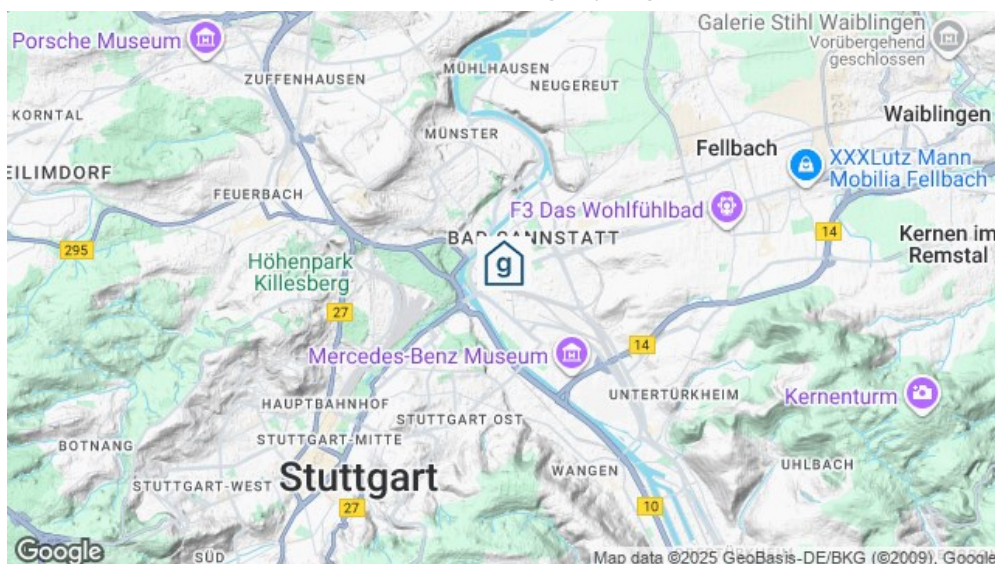 Porsche Museum
Galerie Stihl Waiblingen
Vorübergehend
geschlossen
ZUFFENHAUSEN
MÜHLHAUSEN
NEUGEREUT
KORNTAL
MÜNSTER
Waiblingen
Fellbach
XXXLutz Mann
Mobilia Fellbach
EILIMDORF
FEUERBACH
F3 Das Wohlfühlbad
BAD CANNSTATT
14
Kernen im
Remstal
295
g
Höhenpark
Killesberg
27
14
Mercedes-Benz Museum
UNTERTÜRKHEIM
Kernenturm
HAUPTBAHNHOF
STUTTGART OST
BOTNANG
STUTTGART-MITTE
UHLBACH
STUTTGART-WEST
Stuttgart
WANGEN
27
10
Google
SÜD
Map data ©2025 GeoBasis-DE/BKG (©2009), Google